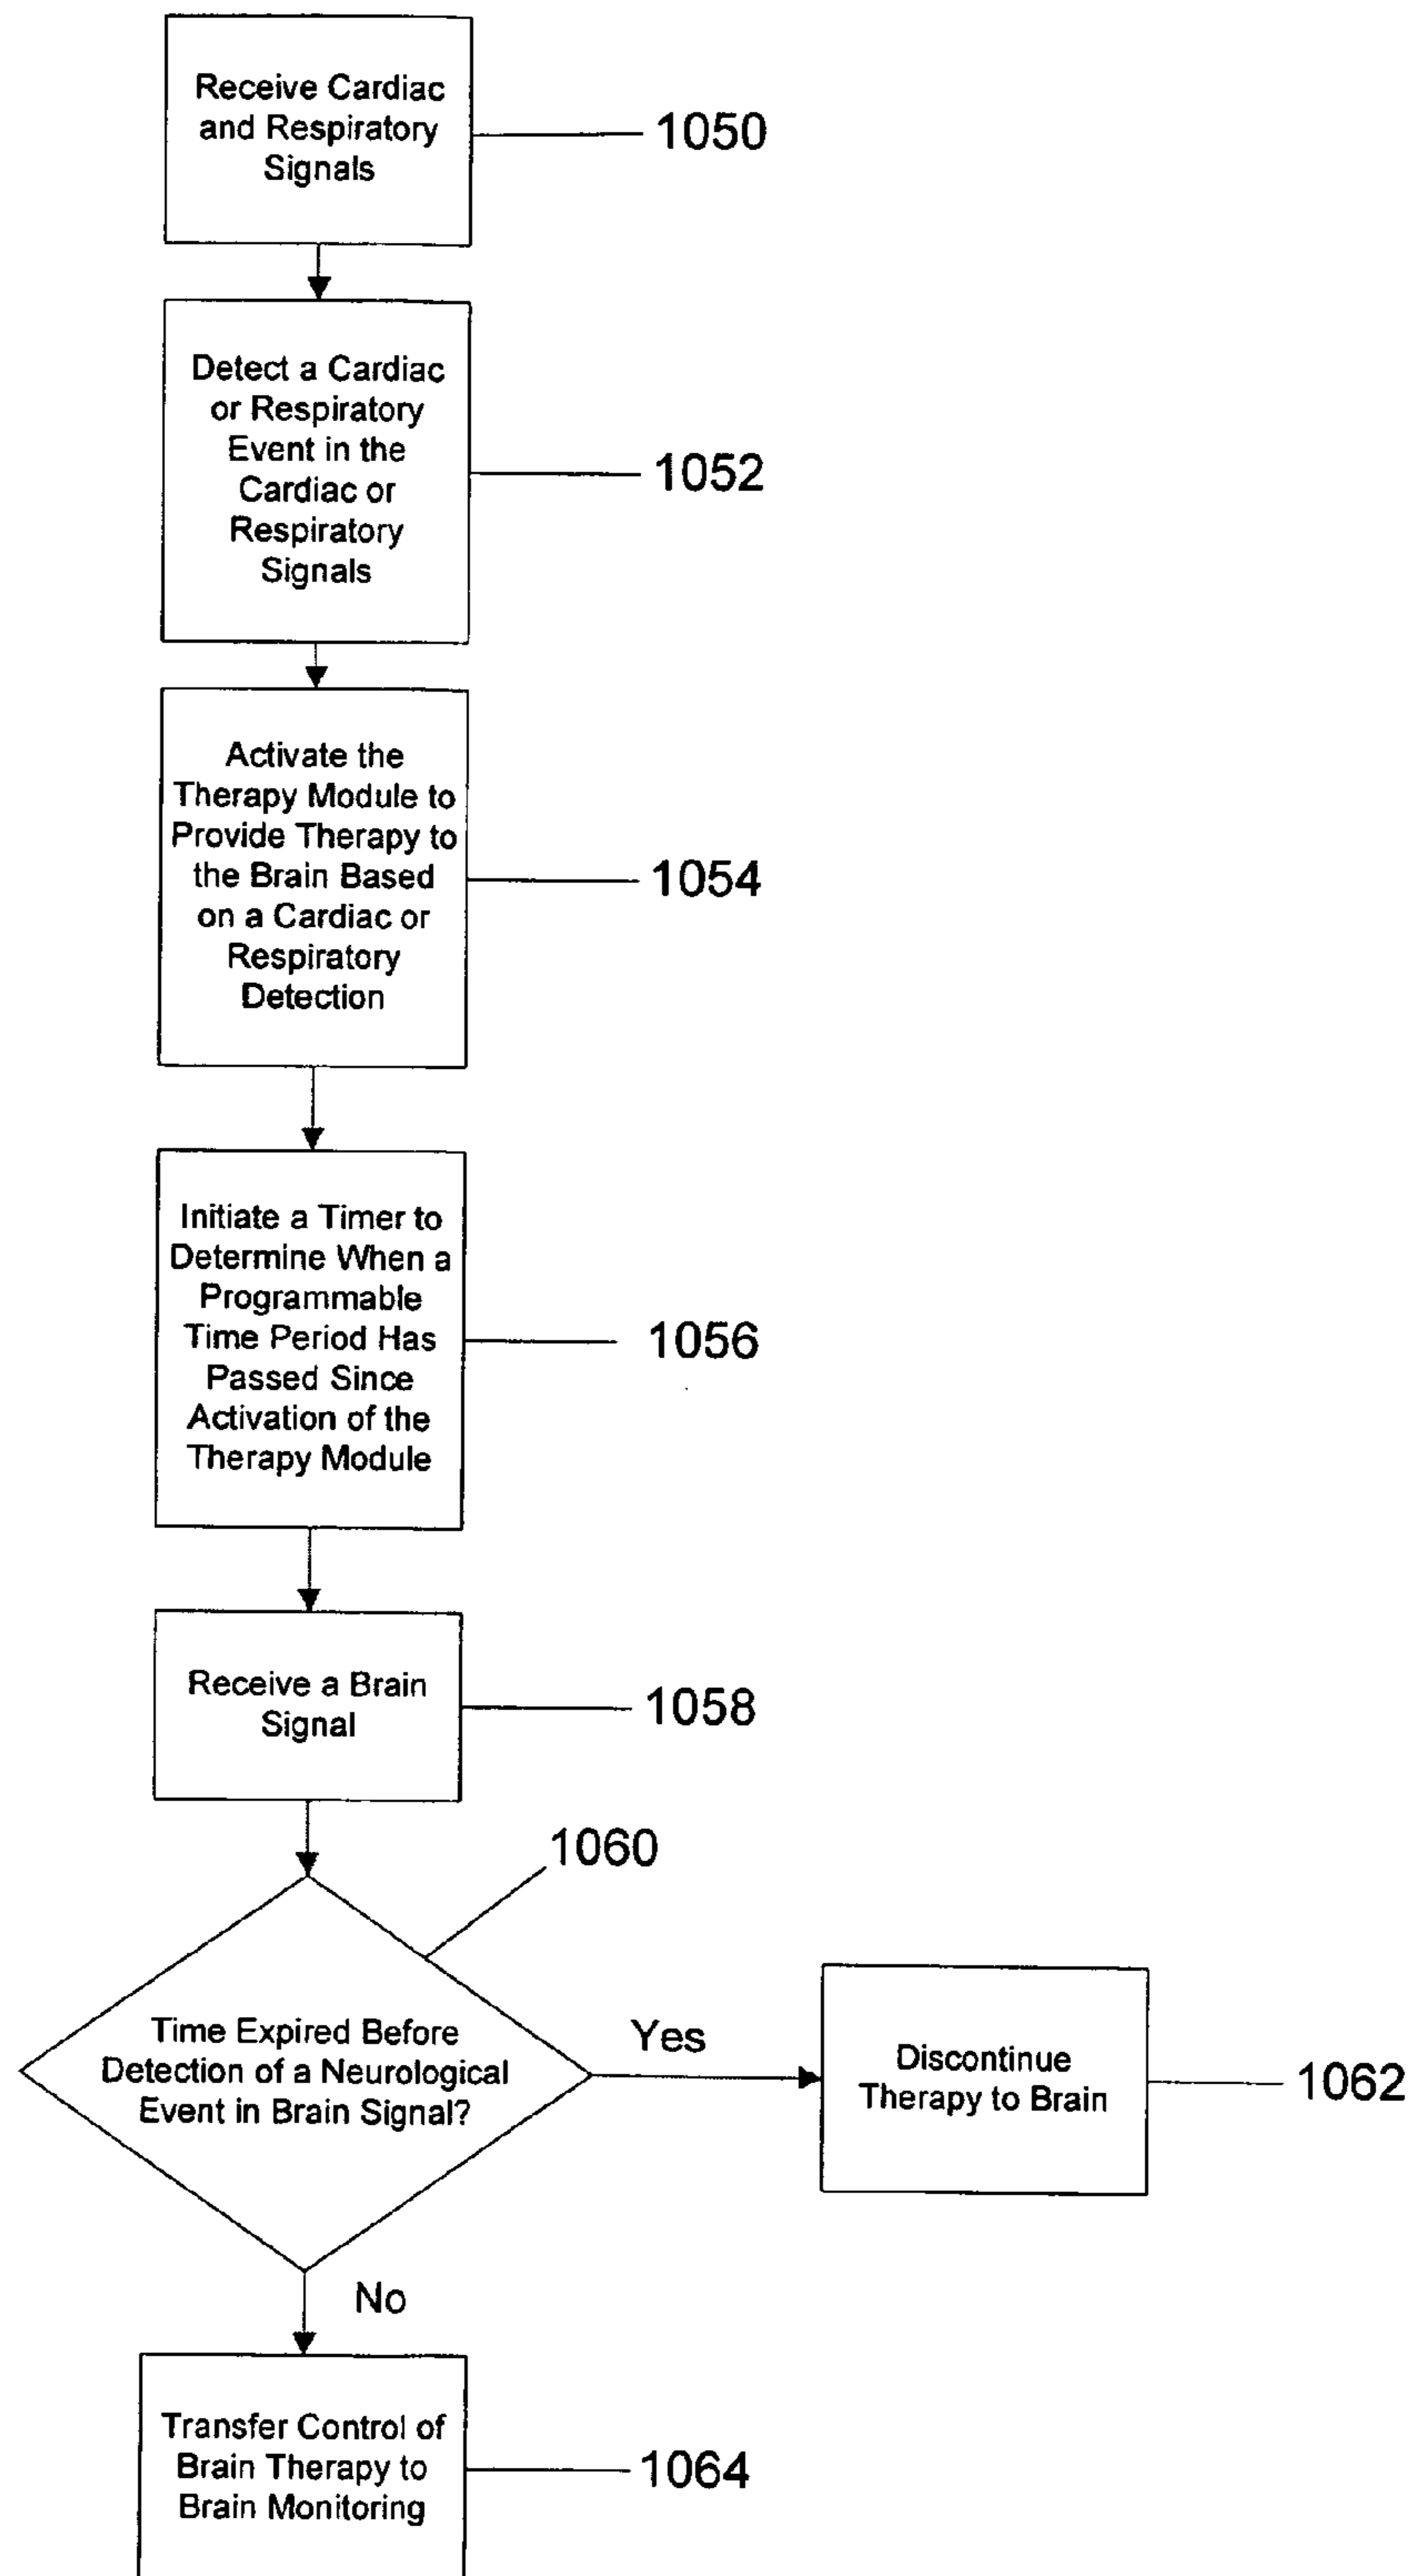 Receive Cardiac
and Respiratory
Signals
1050
Detect a Cardiac
or Respiratory
Event in the
Cardiac or
Respiratory
Signals
1052
Activate the
Therapy Module to
Provide Therapy to
the Brain Based
on a Cardiac or
Respiratory
Detection
1054
Initiate a Timer to
Determine When a
Programmable
Time Period Has
Passed Since
Activation of the
Therapy Module
1056
Receive a Brain
Signal
1058
1060
Time Expired Before
Detection of a Neurological
Event in Brain Signal?
Yes
Discontinue
Therapy to Brain
1062
No
Transfer Control of
Brain Therapy to
Brain Monitoring
1064